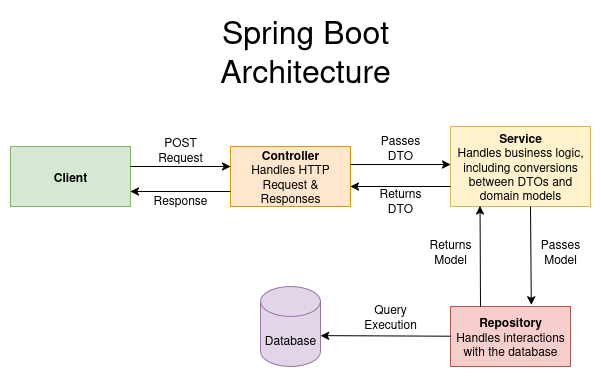 Spring Boot
Architecture
Client
POST
Request
Response
Controller
Handles HTTP
Request &
Responses
Passes
DTO
Returns
DTO
Service
Handles business logic,
including conversions
between DTOs and
domain models
Returns
Model
Passes
Model
Repository
Handles interactions
with the database
Query
Execution
Database